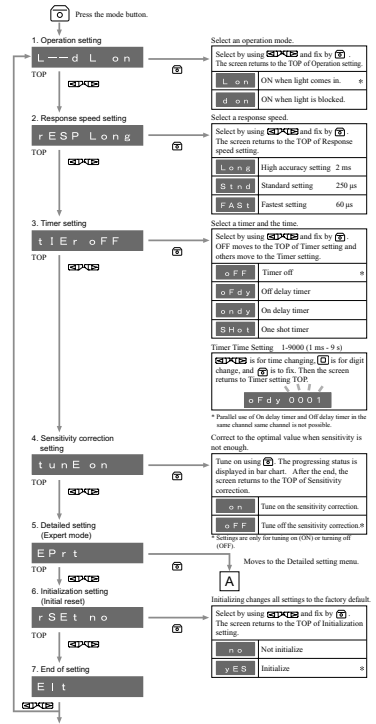 Press the mode button.
1. Operation setting
L--d L on
TOP
Select an operation mode.
Select by using and fix by .
The screen returns to the TOP of Operation setting.
L on ON when light comes in. *
d on ON when light is blocked.
2. Response speed setting
rESP Long
TOP
Select a response speed.
Select by using and fix by .
The screen returns to the TOP of Response
speed setting.
Long High accuracy setting 2 ms
Stnd Standard setting 250 µs
FASt Fastest setting 60 µs
3. Timer setting
tIEr oFF
TOP
Select a timer and the time.
Select by using and fix by .
OFF moves to the TOP of Timer setting and
others move to the Timer setting.
oFF Timer off *
oFdy Off delay timer
ondy On delay timer
SHot One shot timer
Timer Time Setting 1-9000 (1 ms - 9 s)
is for time changing, is for digit
change, and is to fix. Then the screen
returns to Timer setting TOP.
oFdy 0001
* Parallel use of On delay timer and Off delay timer in the
same channel same channel is not possible.
4. Sensitivity correction
setting
tunE on
TOP
Correct to the optimal value when sensitivity is
not enough.
Tune on using . The progressing status is
displayed in bar chart. After the end, the
screen returns to the TOP of Sensitivity
correction.
on Tune on the sensitivity correction.
oFF Tune off the sensitivity correction.*
* Settings are only for tuning on (ON) or turning off
(OFF).
5. Detailed setting
(Expert mode)
EPrt
TOP
Moves to the Detailed setting menu.
A
6. Initialization setting
(Initial reset)
rSEt no
TOP
Initializing changes all settings to the factory default.
Select by using and fix by .
The screen returns to the TOP of Initialization
setting.
no Not initialize
yES Initialize *
7. End of setting
EIt